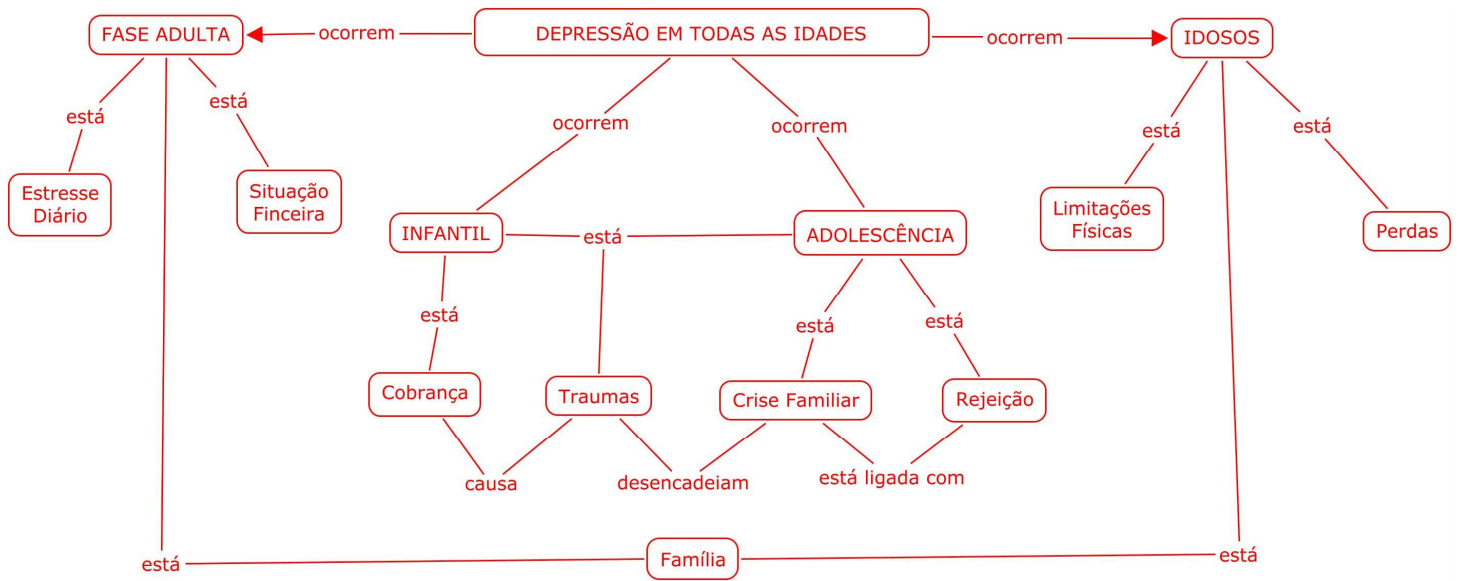 FASE ADULTA
ocorrem
DEPRESSÃO EM TODAS AS IDADES
ocorrem
IDOSOS
está
está
ocorrem
ocorrem
está
está
Estresse
Diário
Situação
Finceira
Limitações
Físicas
Perdas
INFANTIL
está
ADOLESCÊNCIA
está
está
está
Cobrança
Traumas
Crise Familiar
Rejeição
causa
desencadeiam
está ligada com
está
Família
está